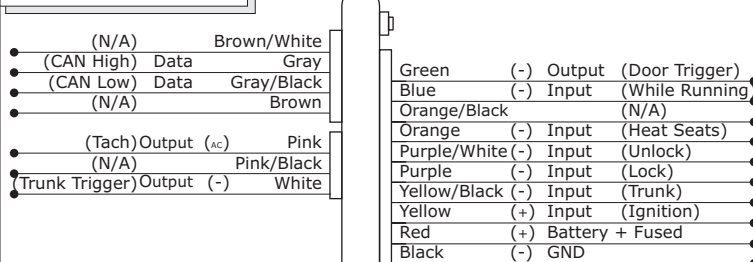 (N/A) Brown/White
(CAN High) Data Gray
(CAN Low) Data Gray/Black
(N/A) Brown
(Tach) Output (AC) Pink
(N/A) Pink/Black
(Trunk Trigger) Output (-) White
Green (-) Output (Door Trigger)
Blue (-) Input (While Running)
Orange/Black (N/A)
Orange (-) Input (Heat Seats)
Purple/White (-) Input (Unlock)
Purple (-) Input (Lock)
Yellow/Black (-) Input (Trunk)
Yellow (+) Input (Ignition)
Red (+) Battery + Fused
Black (-) GND